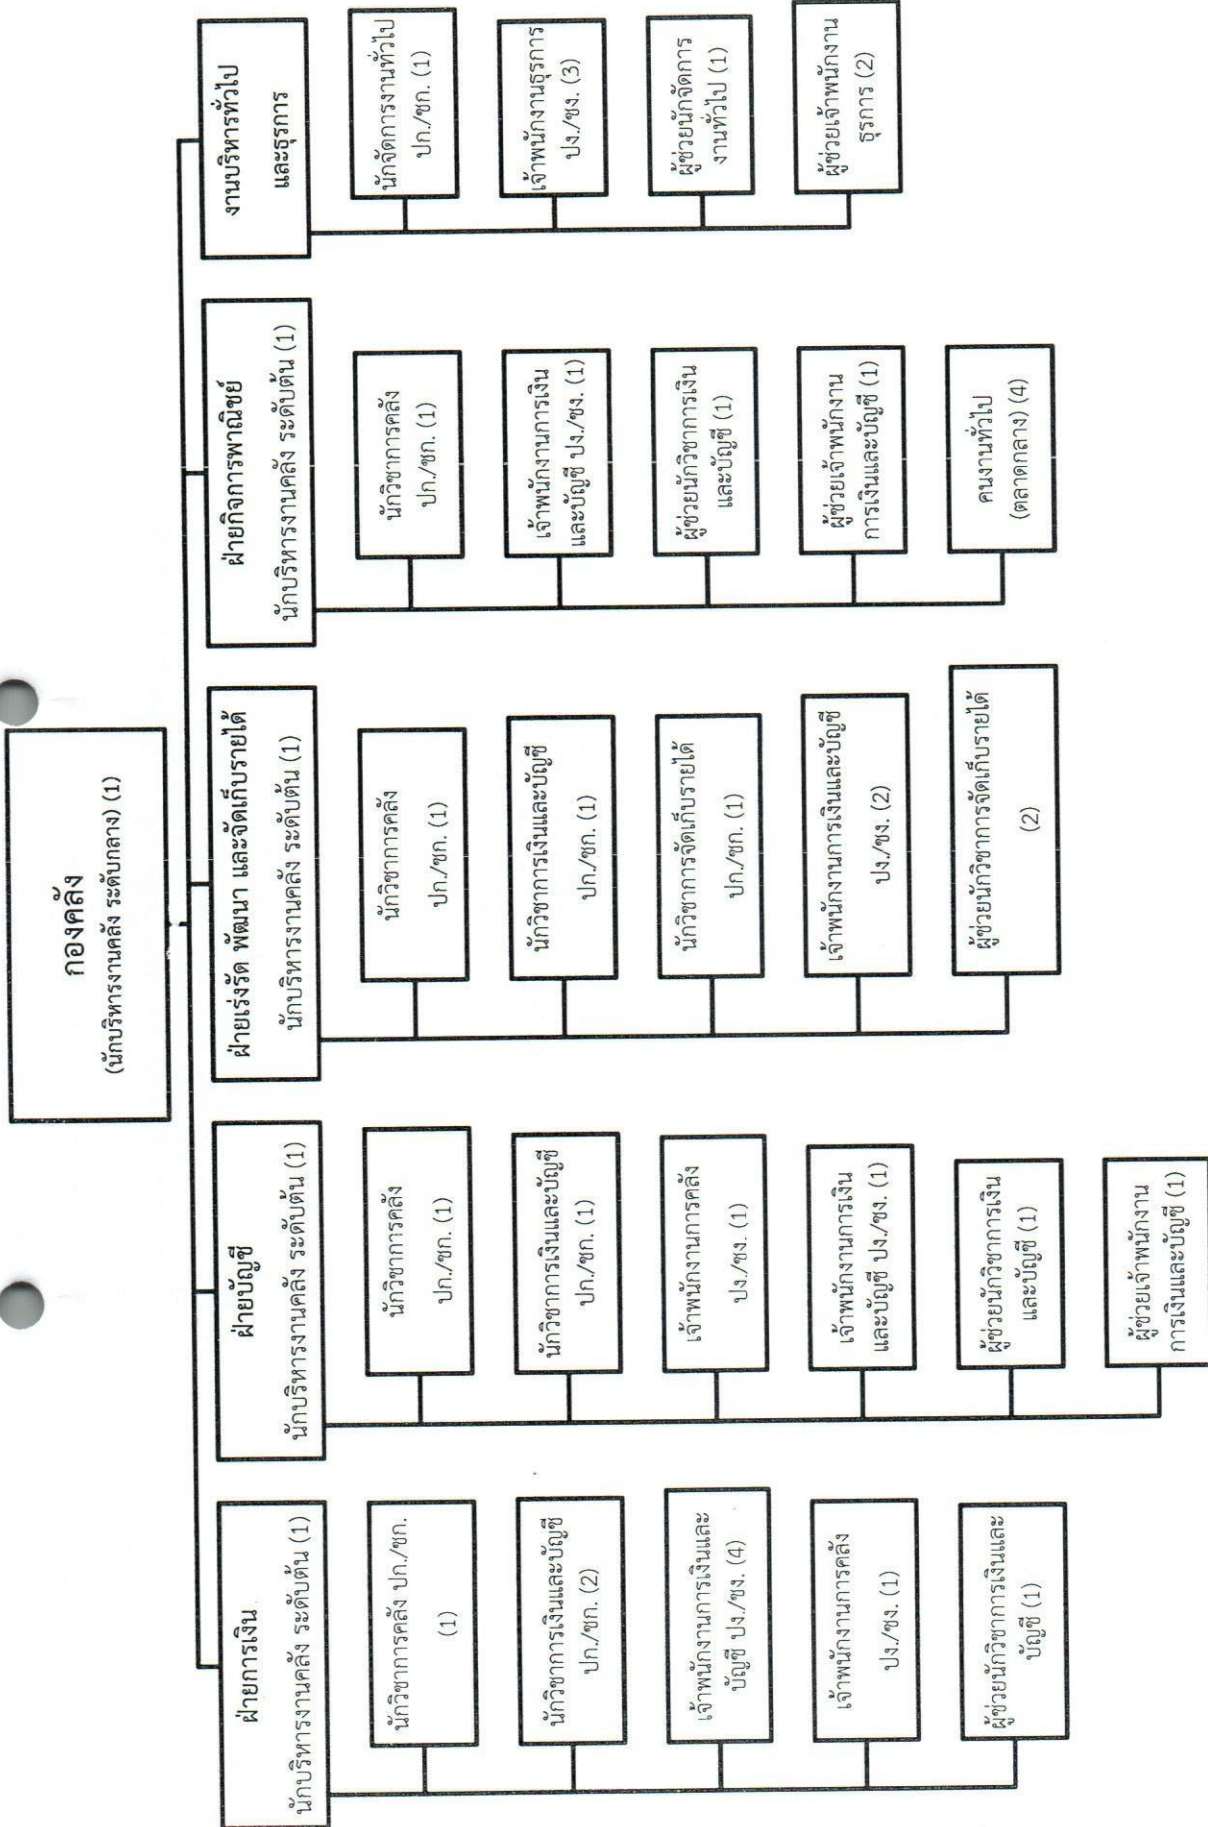 กองคลัง
(นักบริหารงานคลัง ระดับกลาง) (1)
ฝ่ายการเงิน
นักบริหารงานคลัง ระดับต้น (1)
นักวิชาการคลัง ปก./ชก.
(1)
นักวิชาการเงินและบัญชี
ปก./ชก. (2)
เจ้าพนักงานการเงินและ
บัญชี ปง./ชง. (4)
เจ้าพนักงานการคลัง
ปง./ชง. (1)
ผู้ช่วยนักวิชาการเงินและ
บัญชี (1)
ฝ่ายบัญชี
นักบริหารงานคลัง ระดับต้น (1)
นักวิชาการคลัง
ปก./ชก. (1)
นักวิชาการเงินและบัญชี
ปก./ชก. (1)
เจ้าพนักงานการคลัง
ปง./ชง. (1)
เจ้าพนักงานการเงิน
และบัญชี ปง./ชง. (1)
ผู้ช่วยนักวิชาการเงิน
และบัญชี (1)
ผู้ช่วยเจ้าพนักงาน
การเงินและบัญชี (1)
ฝ่ายเร่งรัด พัฒนา และจัดเก็บรายได้
นักบริหารงานคลัง ระดับต้น (1)
นักวิชาการคลัง
ปก./ชก. (1)
นักวิชาการเงินและบัญชี
ปก./ชก. (1)
นักวิชาการจัดเก็บรายได้
ปก./ชก. (1)
เจ้าพนักงานการเงินและบัญชี
ปง./ชง. (2)
ผู้ช่วยนักวิชาการจัดเก็บรายได้
(2)
ฝ่ายกิจการพาณิชย์
นักบริหารงานคลัง ระดับต้น (1)
นักวิชาการคลัง
ปก./ชก. (1)
เจ้าพนักงานการเงิน
และบัญชี ปง./ชง. (1)
ผู้ช่วยนักวิชาการเงิน
และบัญชี (1)
ผู้ช่วยเจ้าพนักงาน
การเงินและบัญชี (1)
คนงานทั่วไป
(ตลาดกลาง) (4)
งานบริหารทั่วไป
และธุรการ
นักจัดการงานทั่วไป
ปก./ชก. (1)
เจ้าพนักงานธุรการ
ปง./ชง. (3)
ผู้ช่วยนักจัดการ
งานทั่วไป (1)
ผู้ช่วยเจ้าพนักงาน
ธุรการ (2)